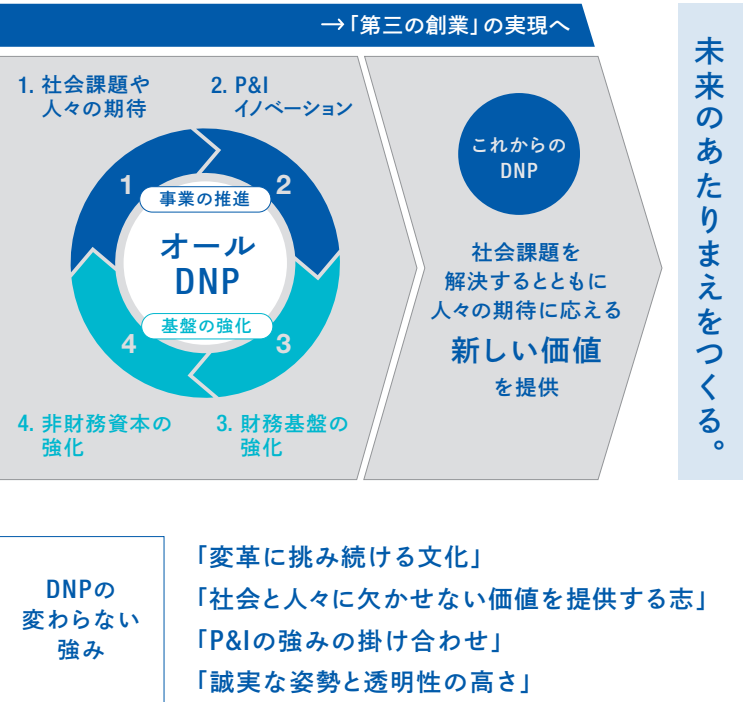 →「第三の創業」の実現へ
1. 社会課題や
人々の期待
2. P&I
イノベーション
1
2
事業の推進
オール
DNP
基盤の強化
4
3
4. 非財務資本の
強化
3. 財務基盤の
強化
これからの
DNP
社会課題を
解決するとともに
人々の期待に応える
新しい価値
を提供
未来のあたりまえをつくる。
DNPの
変わらない
強み
「変革に挑み続ける文化」
「社会と人々に欠かせない価値を提供する志」
「P&Iの強みの掛け合わせ」
「誠実な姿勢と透明性の高さ」